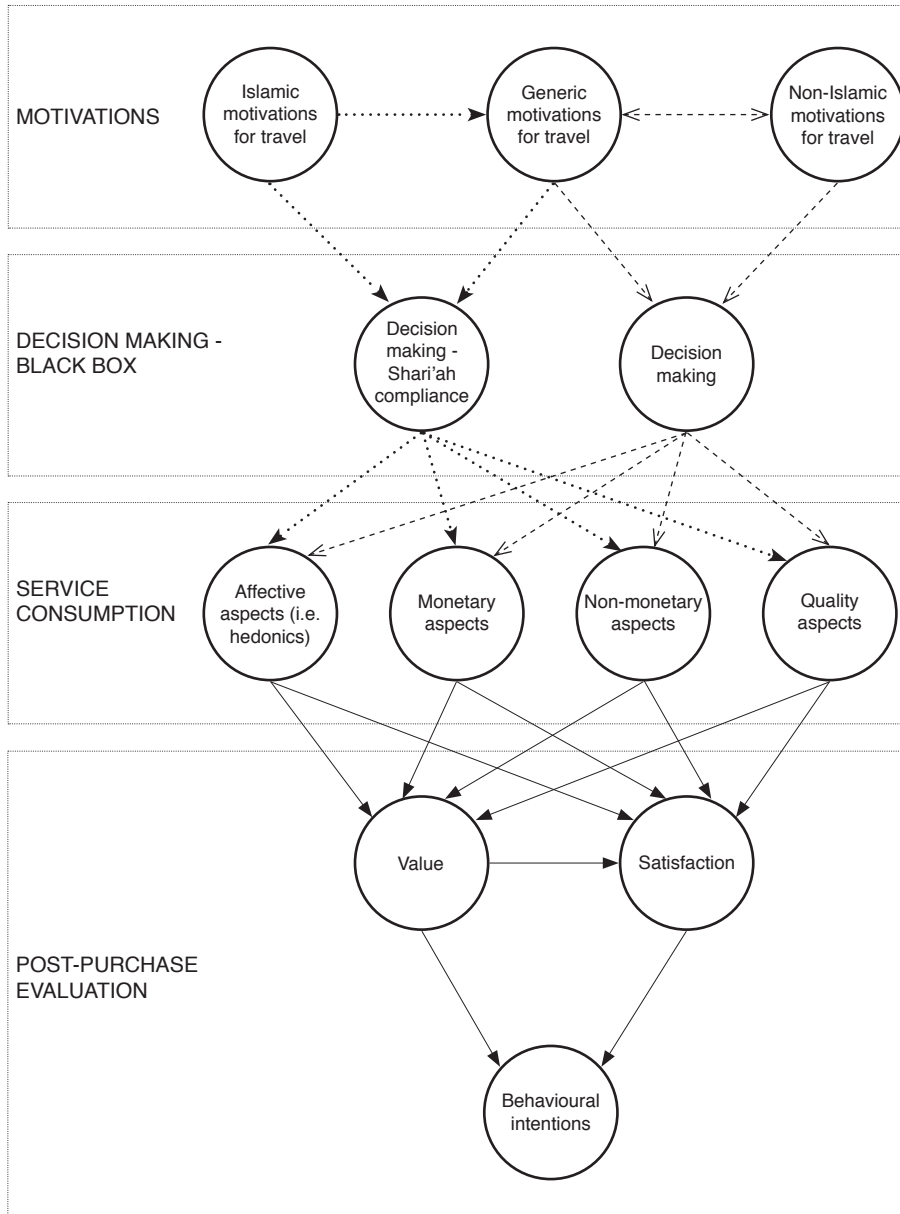 MOTIVATIONS
Islamic
motivations
for travel
Generic
motivations
for travel
Non-Islamic
motivations
for travel
DECISION MAKING -
BLACK BOX
Decision
making -
Shari’ah
compliance
Decision
making
SERVICE
CONSUMPTION
Affective
aspects (i.e.
hedonics)
Monetary
aspects
Non-monetary
aspects
Quality
aspects
POST-PURCHASE
EVALUATION
Value
Satisfaction
Behavioural
intentions